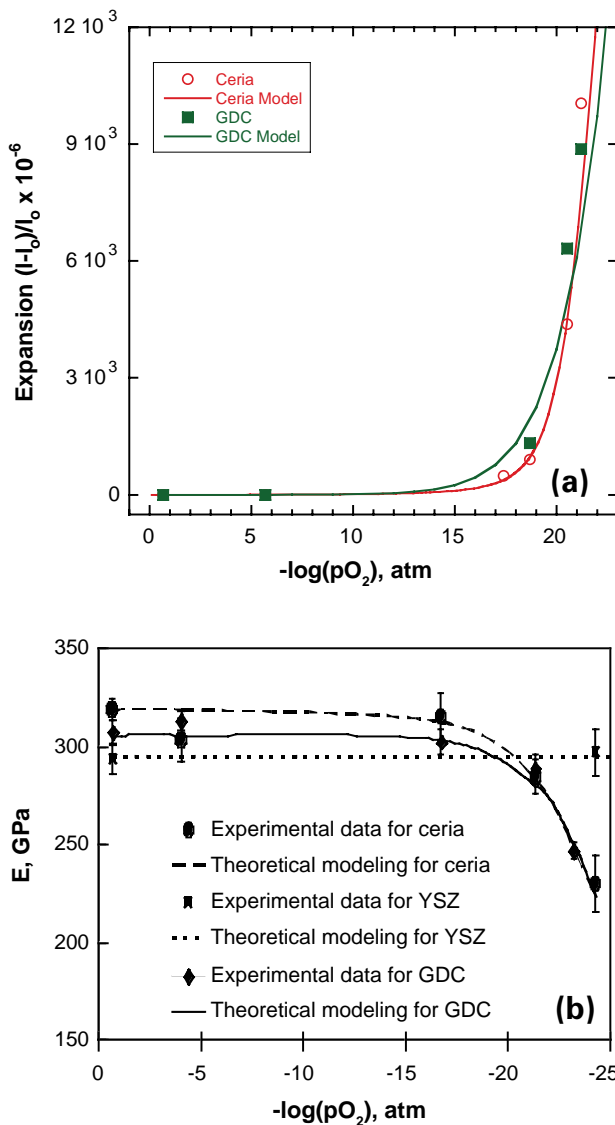 12 10³
9 10³
6 10³
3 10³
0
Expansion (l-lₒ)/lₒ x 10⁻⁶
Ceria
Ceria Model
GDC
GDC Model
(a)
0 5 10 15 20
-log(pO₂), atm
350
300
250
200
150
E, GPa
Experimental data for ceria
Theoretical modeling for ceria
Experimental data for YSZ
Theoretical modeling for YSZ
Experimental data for GDC
Theoretical modeling for GDC
(b)
0 -5 -10 -15 -20 -25
-log(pO₂), atm